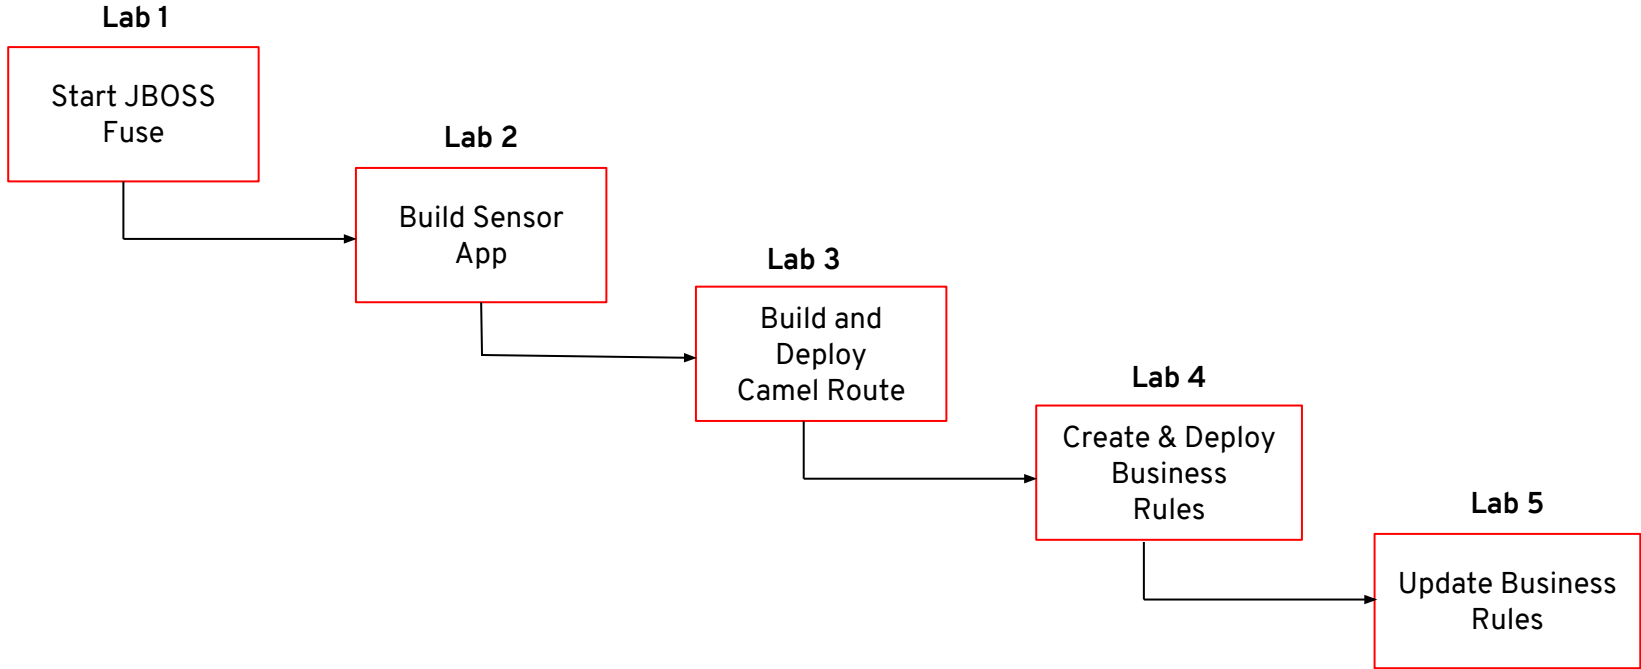 Lab 1
Start JBOSS
Fuse
Lab 2
Build Sensor
App
Lab 3
Build and
Deploy
Camel Route
Lab 4
Create & Deploy
Business
Rules
Lab 5
Update Business
Rules